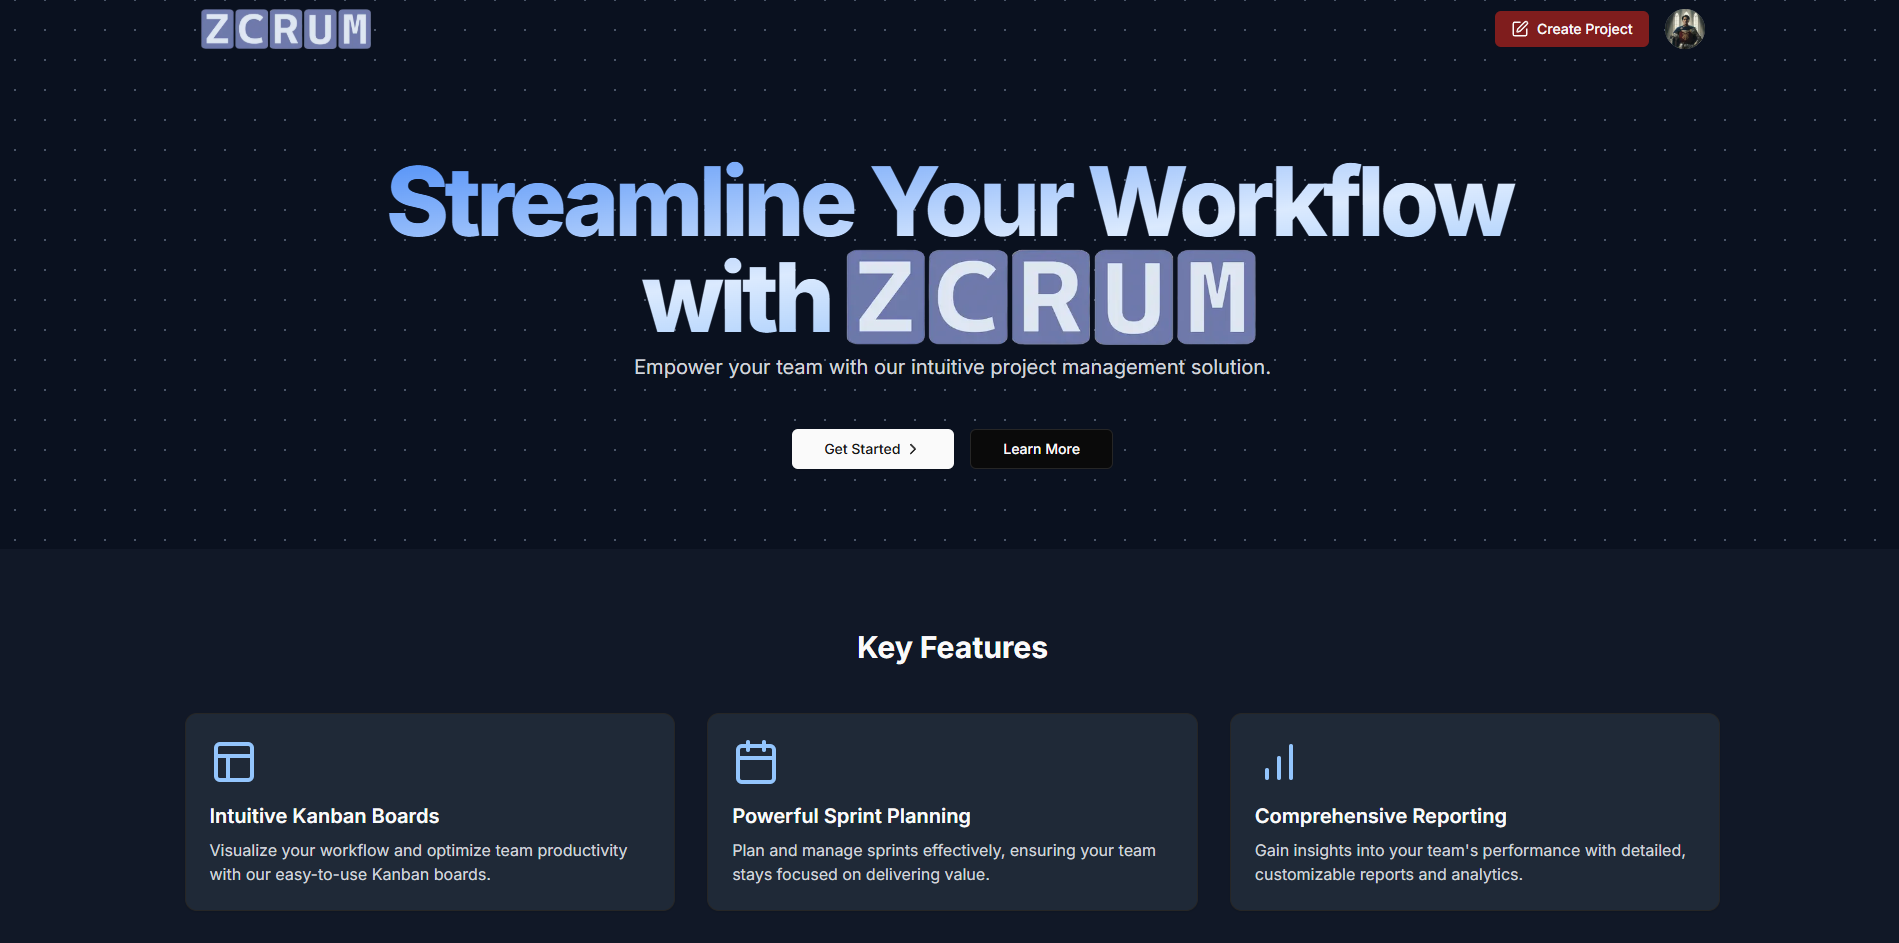 ZCRUM
Create Project
Streamline Your Workflow
with ZCRUM
Empower your team with our intuitive project management solution.
Get Started
Learn More
Key Features
Intuitive Kanban Boards
Visualize your workflow and optimize team productivity
with our easy-to-use Kanban boards.
Powerful Sprint Planning
Plan and manage sprints effectively, ensuring your team
stays focused on delivering value.
Comprehensive Reporting
Gain insights into your team's performance with detailed,
customizable reports and analytics.